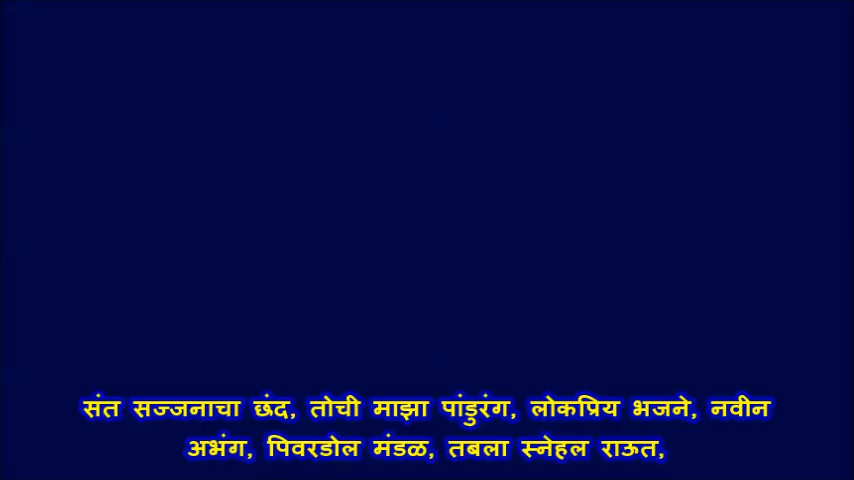 संत सज्जनाचा छंद, तोची माझा पांडुरंग, लोकप्रिय भजने, नवीन
अभंग, पिवरडोल मंडळ, तबला स्नेहल राऊत,